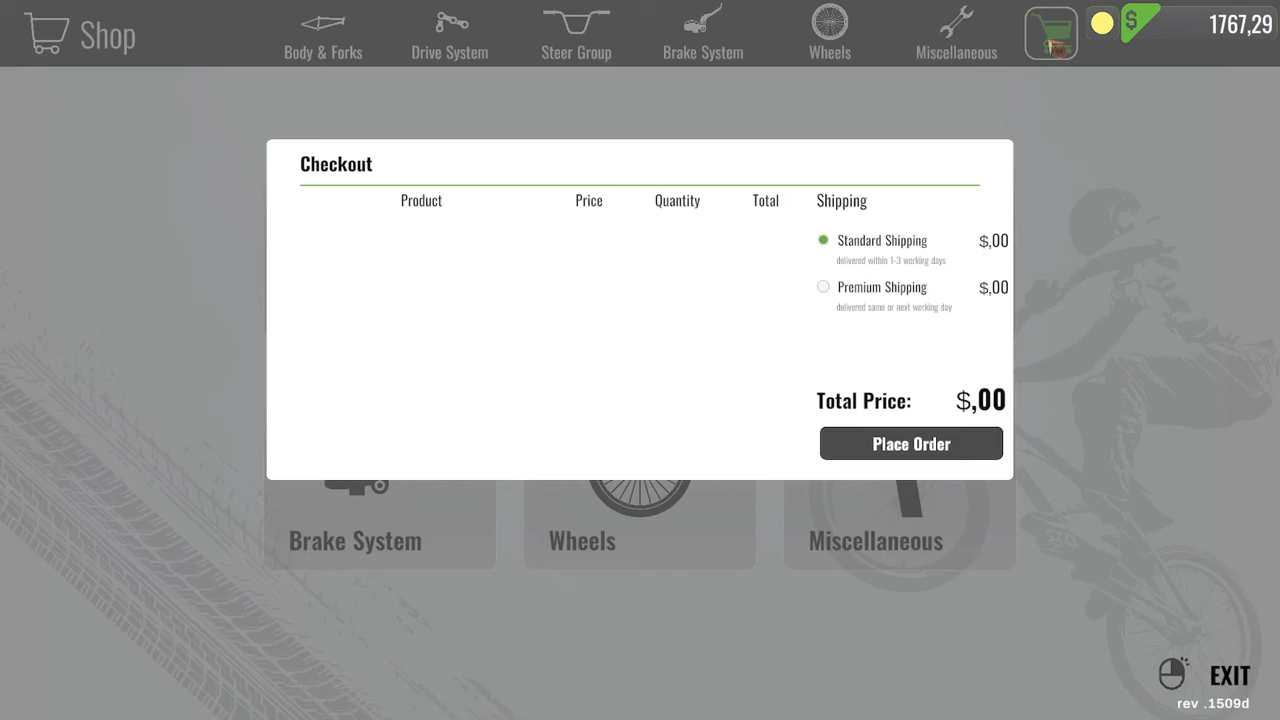 Shop
Body & Forks
Drive System
Steer Group
Brake System
Wheels
Miscellaneous
$
1767,29
Checkout
Product Price Quantity Total Shipping
Standard Shipping $,00
delivered within 1-3 working days
Premium Shipping $,00
delivered same or next working day
Total Price: $,00
Place Order
Brake System
Wheels
Miscellaneous
EXIT
rev .1509d